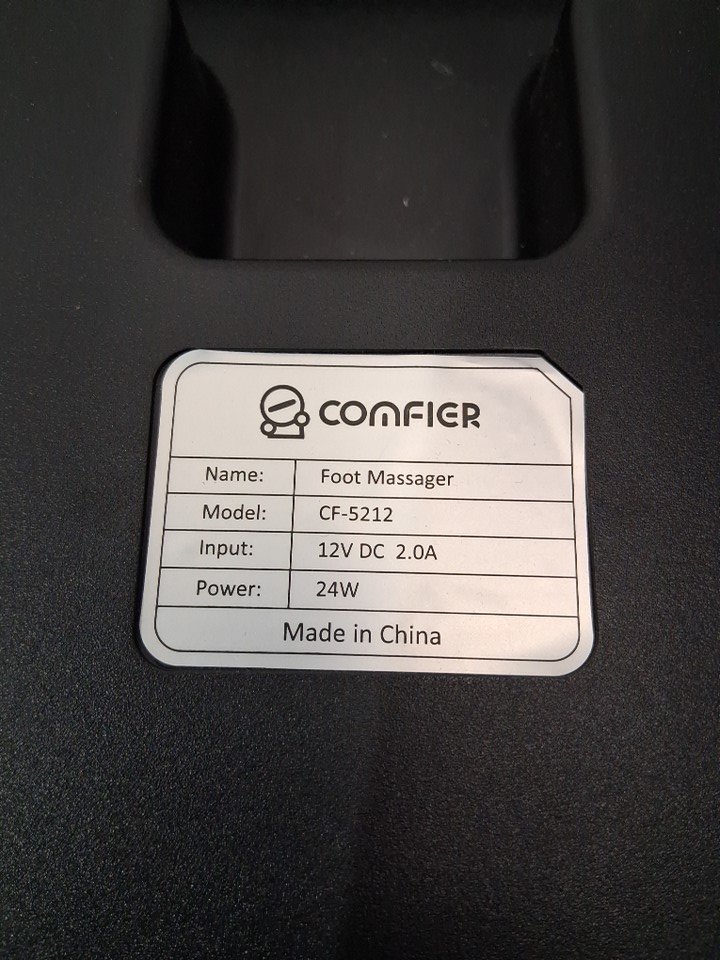 COMFIER
Name: Foot Massager
Model: CF-5212
Input: 12V DC 2.0A
Power: 24W
Made in China